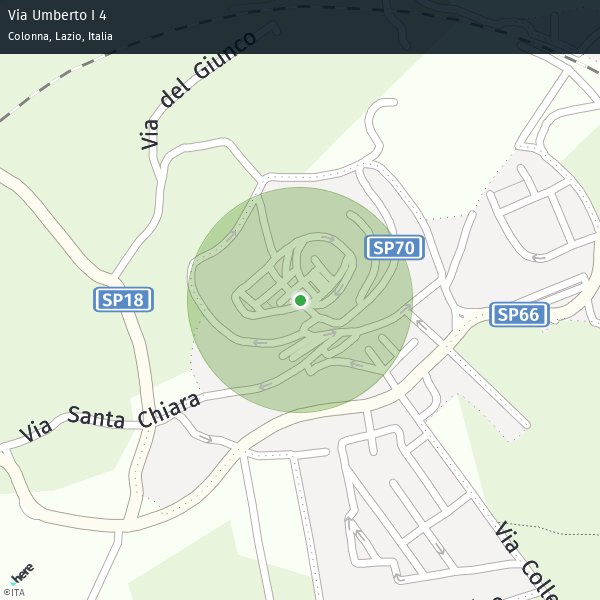 Via Umberto I 4
Colonna, Lazio, Italia
Via del Giunco
SP70
SP18
SP66
Via Santa Chiara
Via Colle
here
©ITA